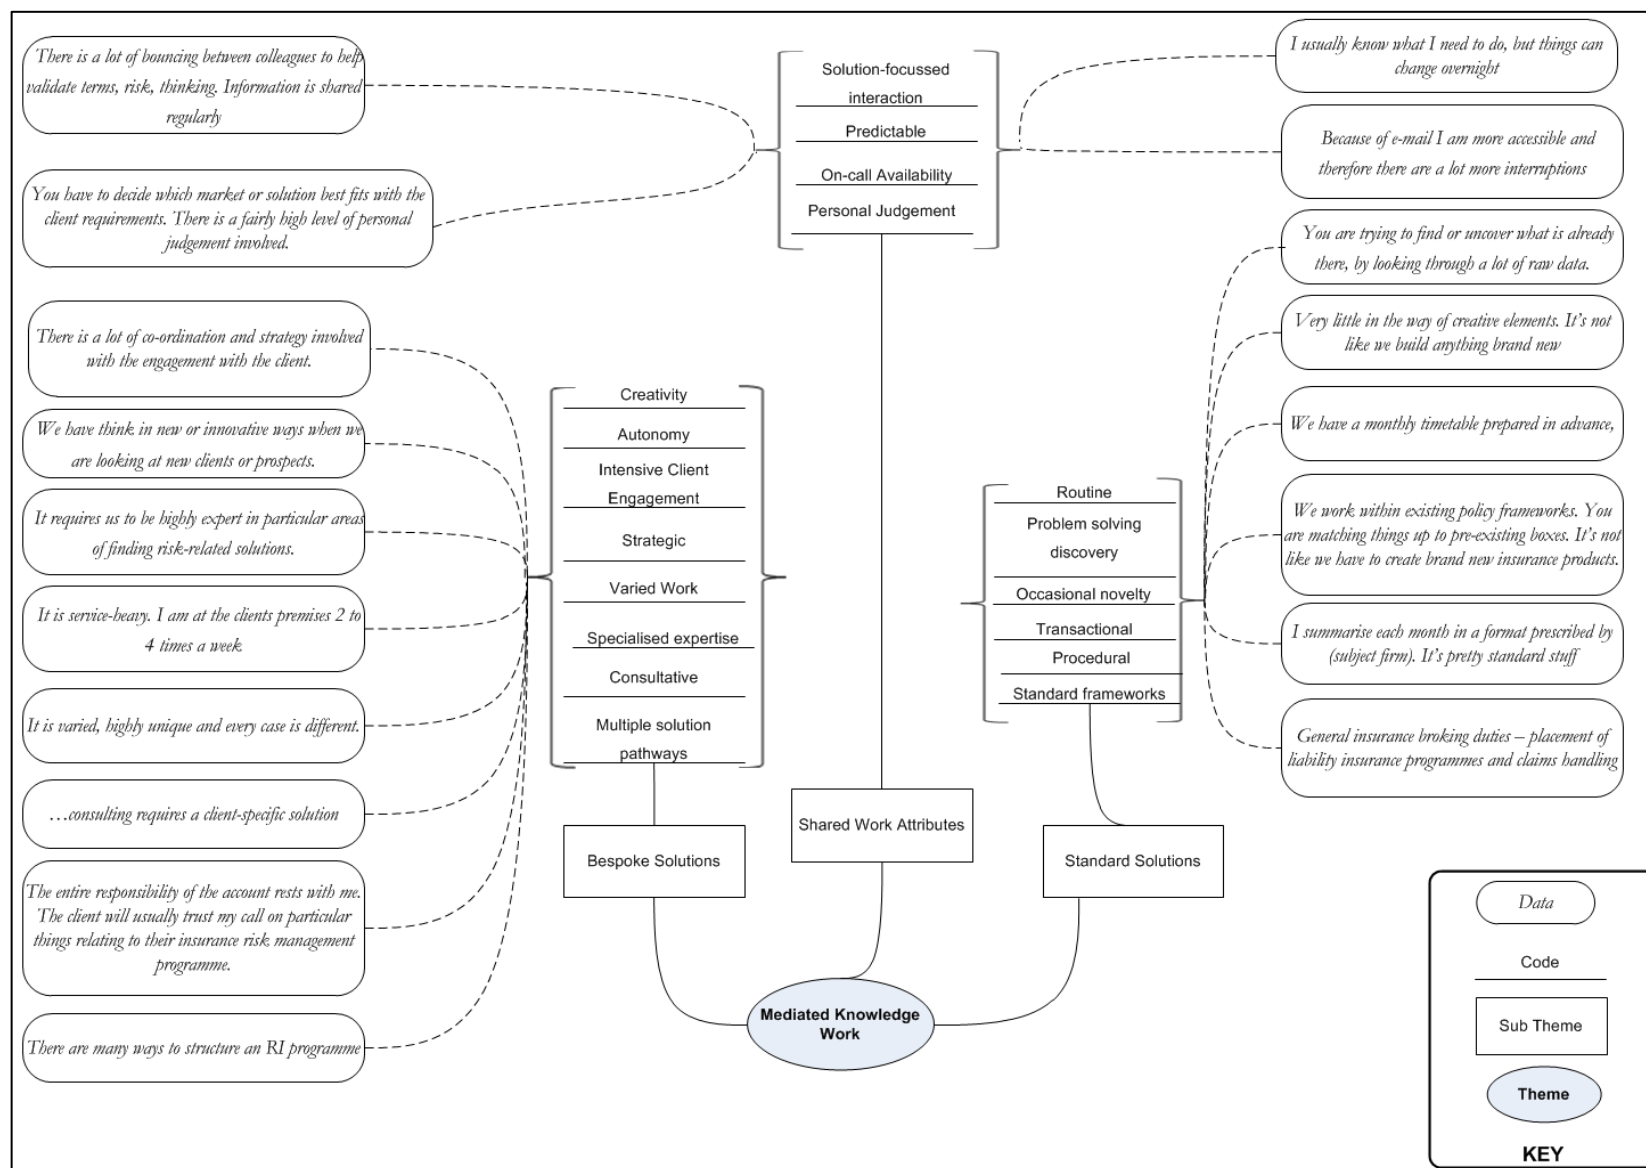 There is a lot of bouncing between colleagues to help
validate terms, risk, thinking. Information is shared
regularly
You have to decide which market or solution best fits with the
client requirements. There is a fairly high level of personal
judgement involved.
There is a lot of co-ordination and strategy involved
with the engagement with the client.
We have think in new or innovative ways when we
are looking at new clients or prospects.
It requires us to be highly expert in particular areas
of finding risk-related solutions.
It is service-heavy. I am at the clients premises 2 to
4 times a week
It is varied, highly unique and every case is different.
…consulting requires a client-specific solution
The entire responsibility of the account rests with me.
The client will usually trust my call on particular
things relating to their insurance risk management
programme.
There are many ways to structure an RI programme
Solution-focussed
interaction
Predictable
On-call Availability
Personal Judgement
Creativity
Autonomy
Intensive Client
Engagement
Strategic
Varied Work
Specialised expertise
Consultative
Multiple solution
pathways
Routine
Problem solving
discovery
Occasional novelty
Transactional
Procedural
Standard frameworks
Bespoke Solutions
Shared Work Attributes
Standard Solutions
Mediated Knowledge
Work
I usually know what I need to do, but things can
change overnight
Because of e-mail I am more accessible and
therefore there are a lot more interruptions
You are trying to find or uncover what is already
there, by looking through a lot of raw data.
Very little in the way of creative elements. It's not
like we build anything brand new
We have a monthly timetable prepared in advance,
We work within existing policy frameworks. You
are matching things up to pre-existing boxes. It's not
like we have to create brand new insurance products.
I summarise each month in a format prescribed by
(subject firm). It's pretty standard stuff
General insurance broking duties – placement of
liability insurance programmes and claims handling
Data
Code
Sub Theme
Theme
KEY